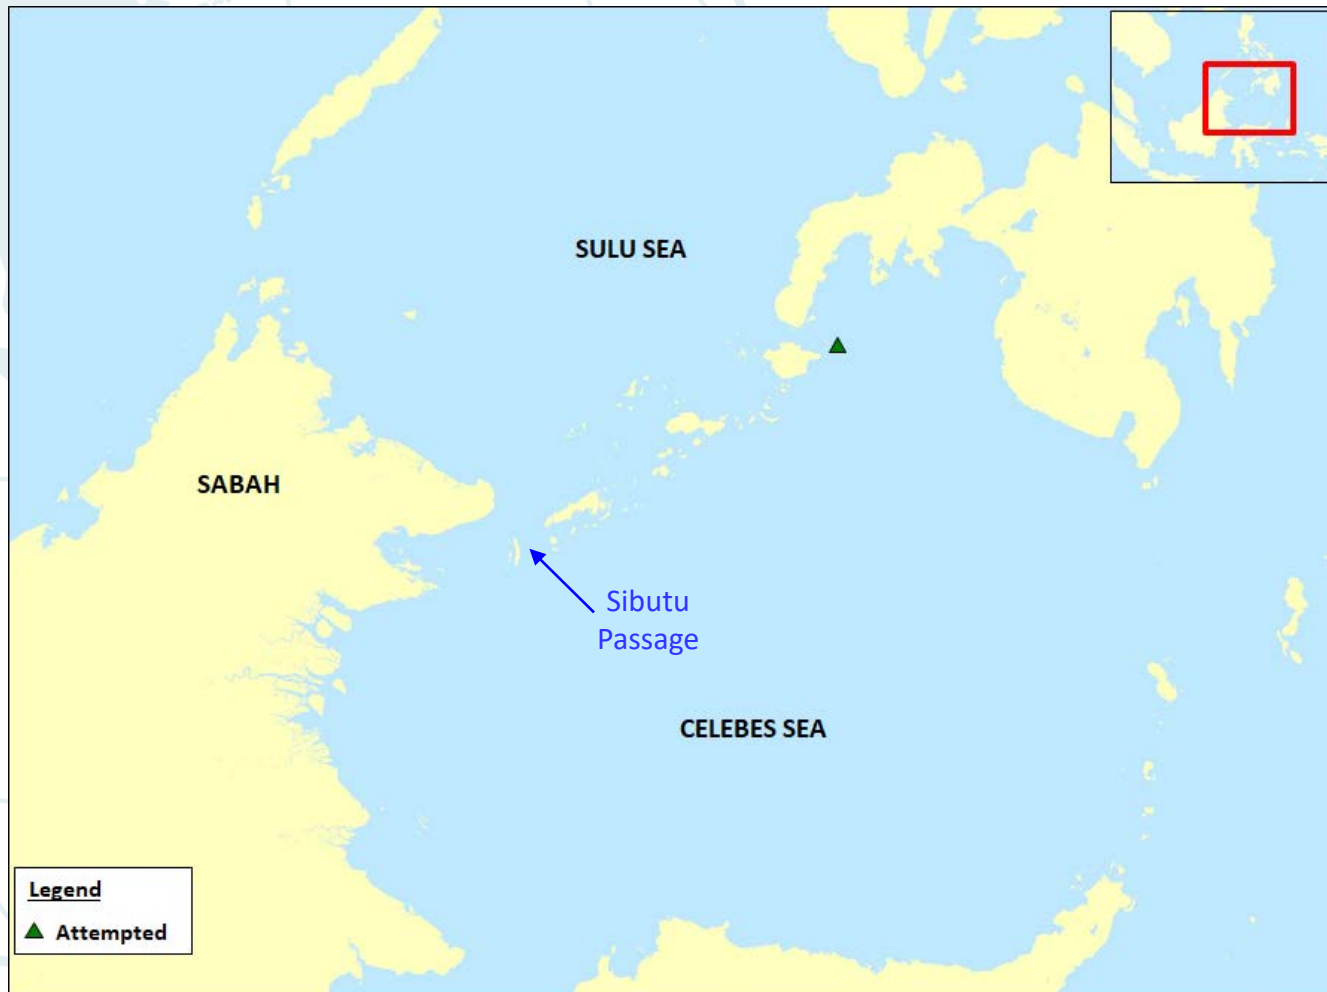 SULU SEA
SABAH
Sibutu
Passage
CELEBES SEA
Legend
Attempted